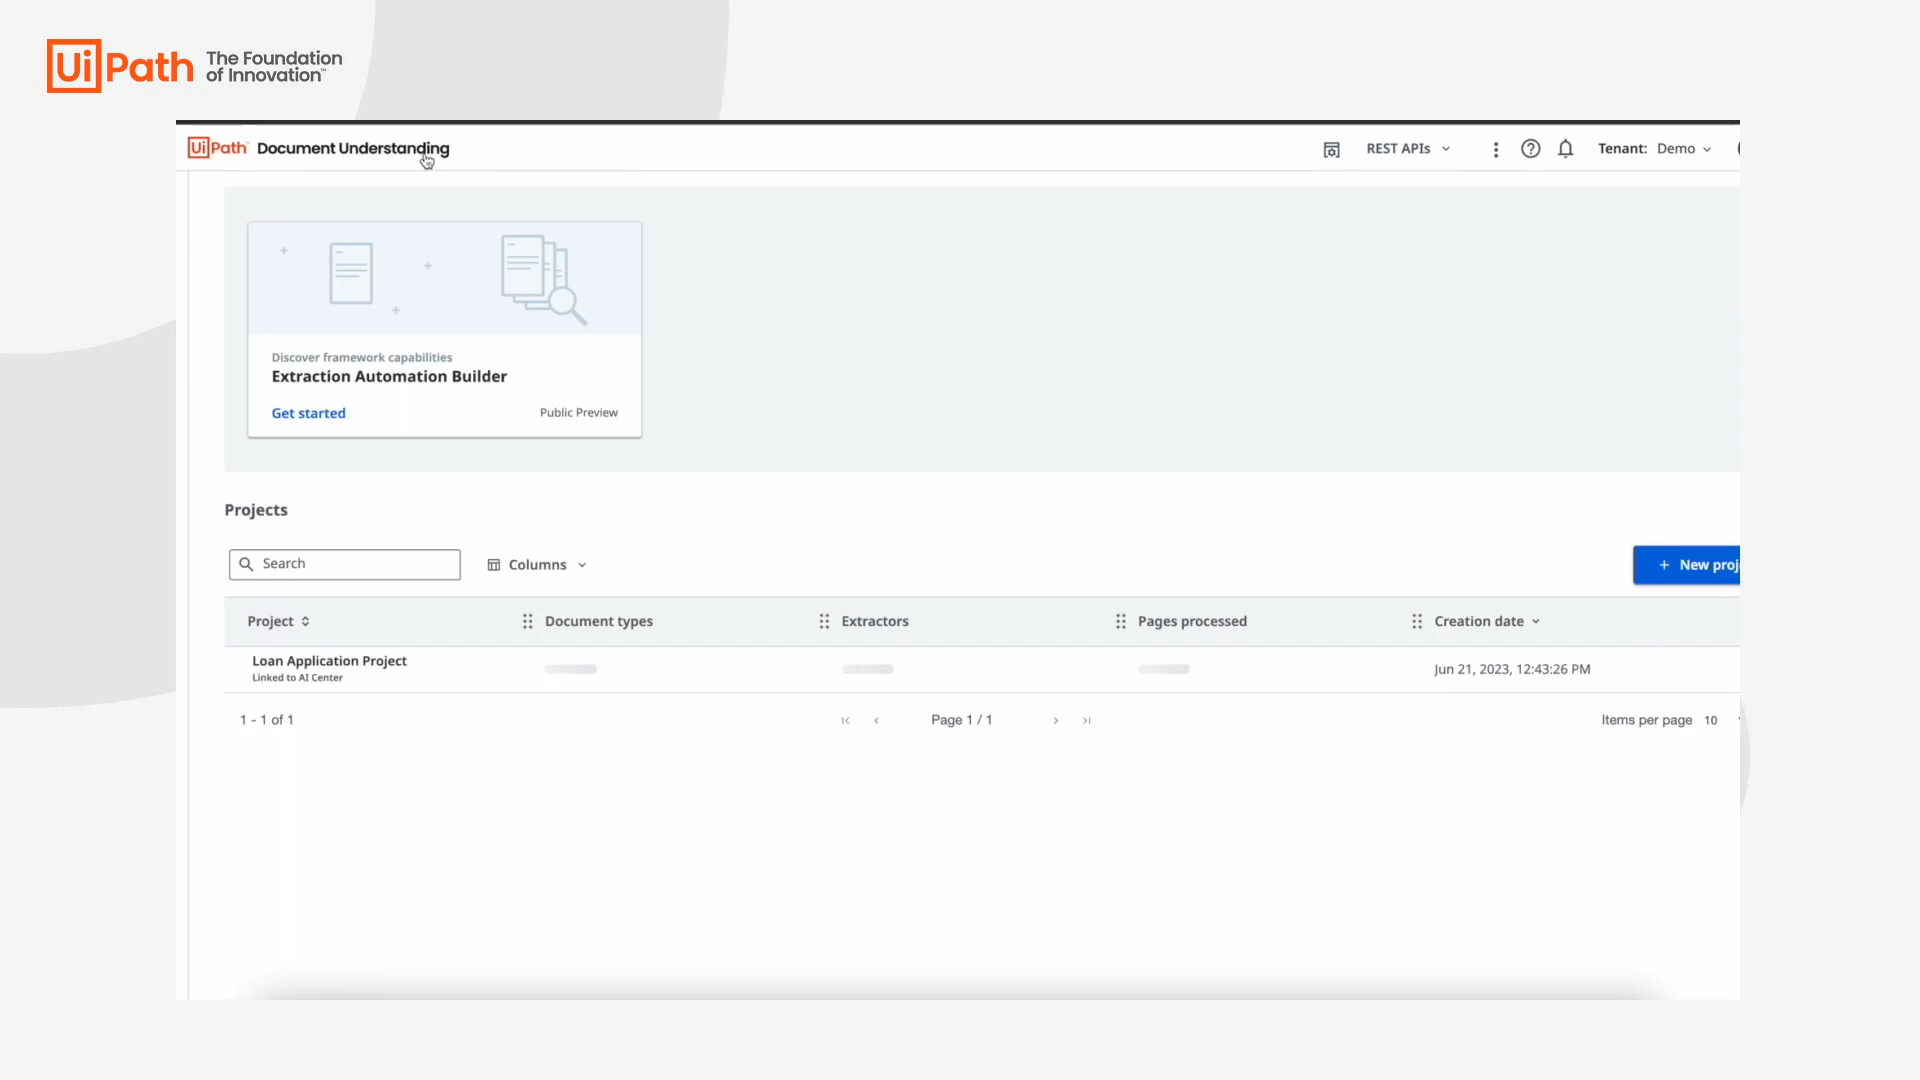 UiPath The Foundation
of Innovation™
UiPath Document Understanding
REST APIs
Tenant: Demo
Discover framework capabilities
Extraction Automation Builder
Get started
Public Preview
Projects
Search
Columns
+ New proj
Project
Document types
Extractors
Pages processed
Creation date
Loan Application Project
Linked to AI Center
Jun 21, 2023, 12:43:26 PM
1 - 1 of 1
Page 1 / 1
Items per page 10